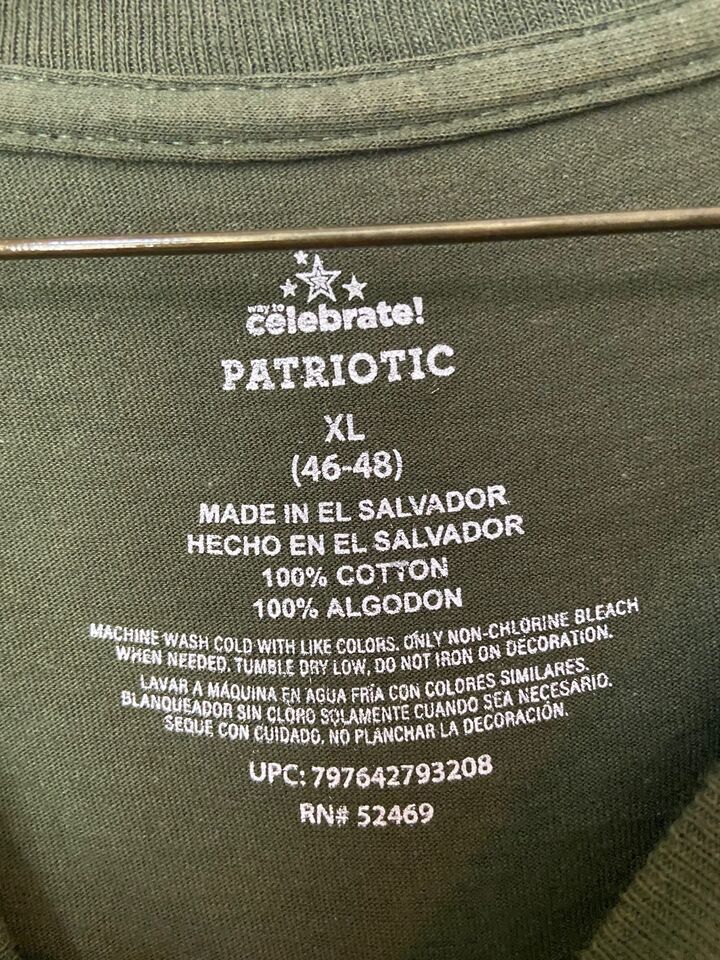 way to
celebrate!
PATRIOTIC
XL
(46-48)
MADE IN EL SALVADOR
HECHO EN EL SALVADOR
100% COTTON
100% ALGODON
MACHINE WASH COLD WITH LIKE COLORS. ONLY NON-CHLORINE BLEACH
WHEN NEEDED. TUMBLE DRY LOW, DO NOT IRON ON DECORATION.
LAVAR A MÁQUINA EN AGUA FRÍA CON COLORES SIMILARES.
BLANQUEADOR SIN CLORO SOLAMENTE CUANDO SEA NECESARIO.
SEQUE CON CUIDADO, NO PLANCHAR LA DECORACIÓN.
UPC: 797642793208
RN# 52469